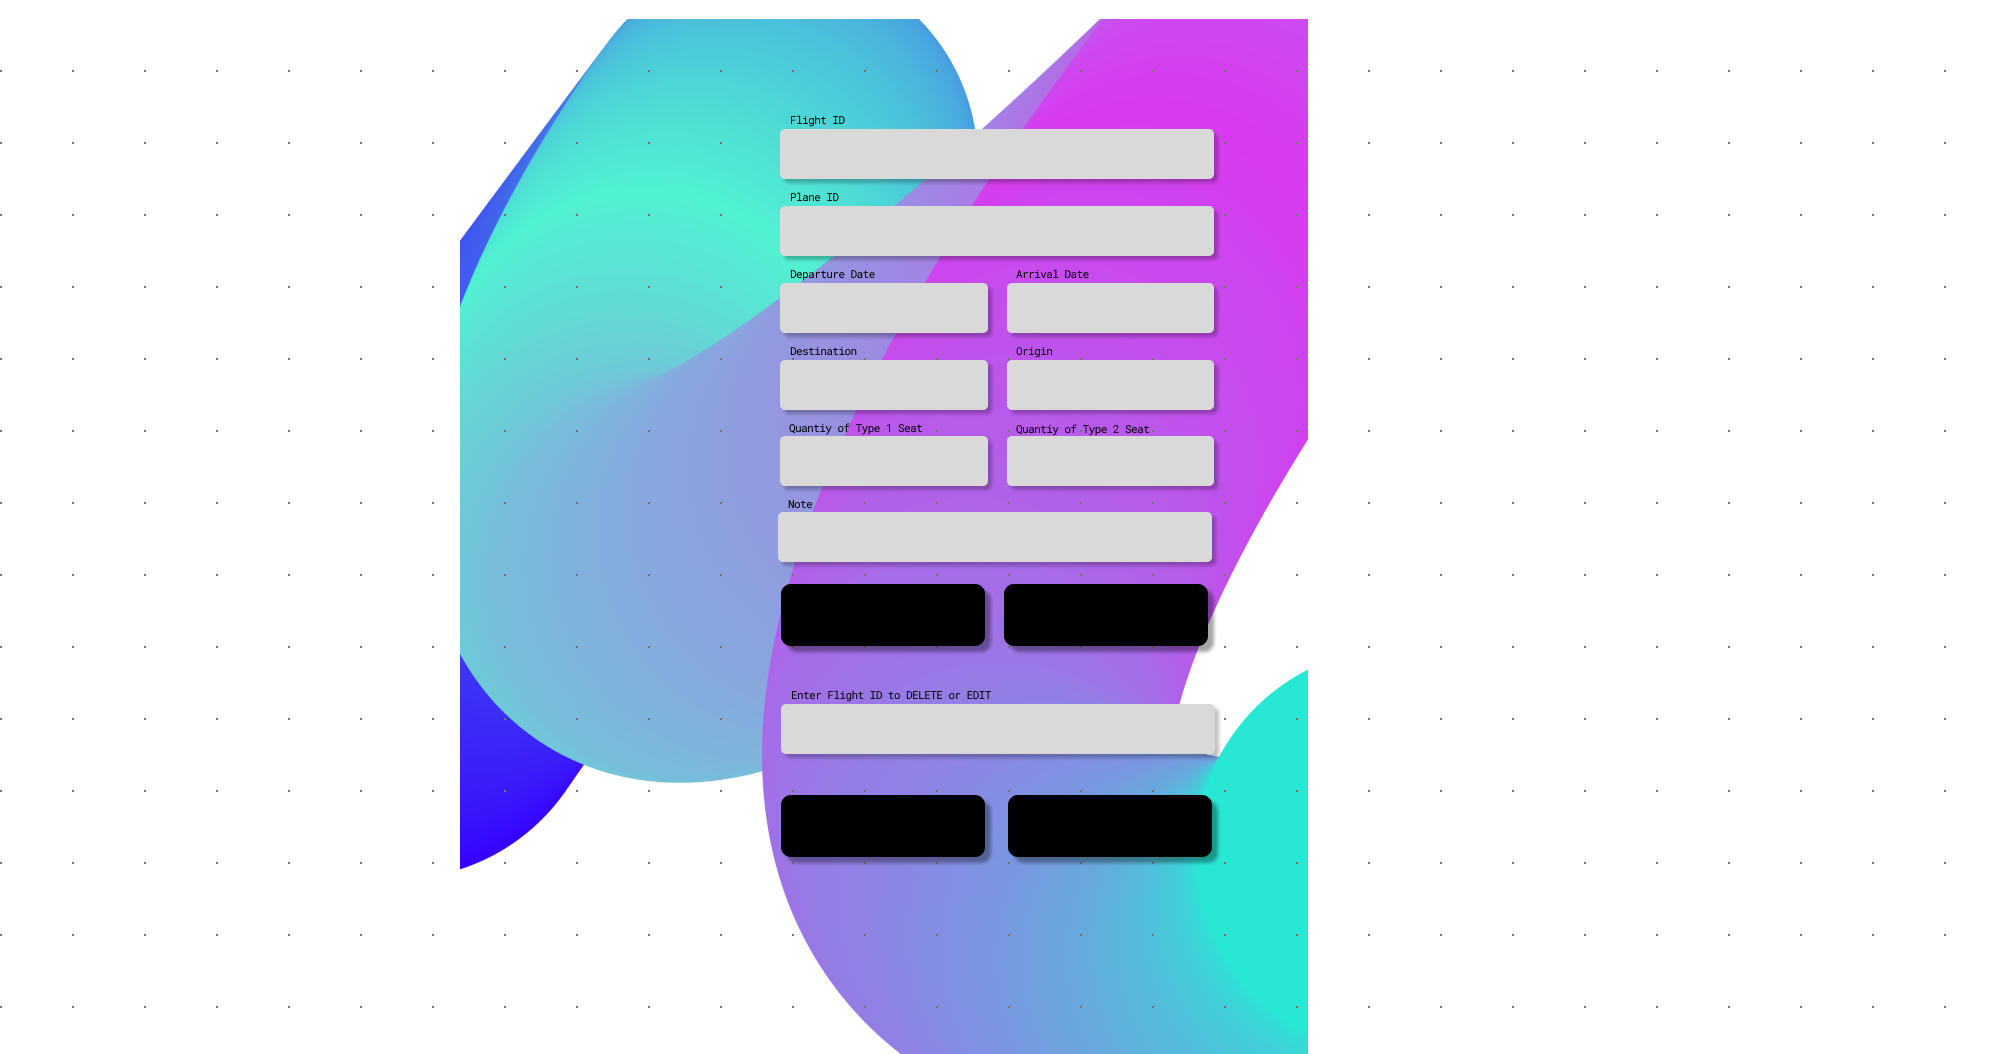 Flight ID
Plane ID
Departure Date
Arrival Date
Destination
Origin
Quantiy of Type 1 Seat
Quantiy of Type 2 Seat
Note
Enter Flight ID to DELETE or EDIT